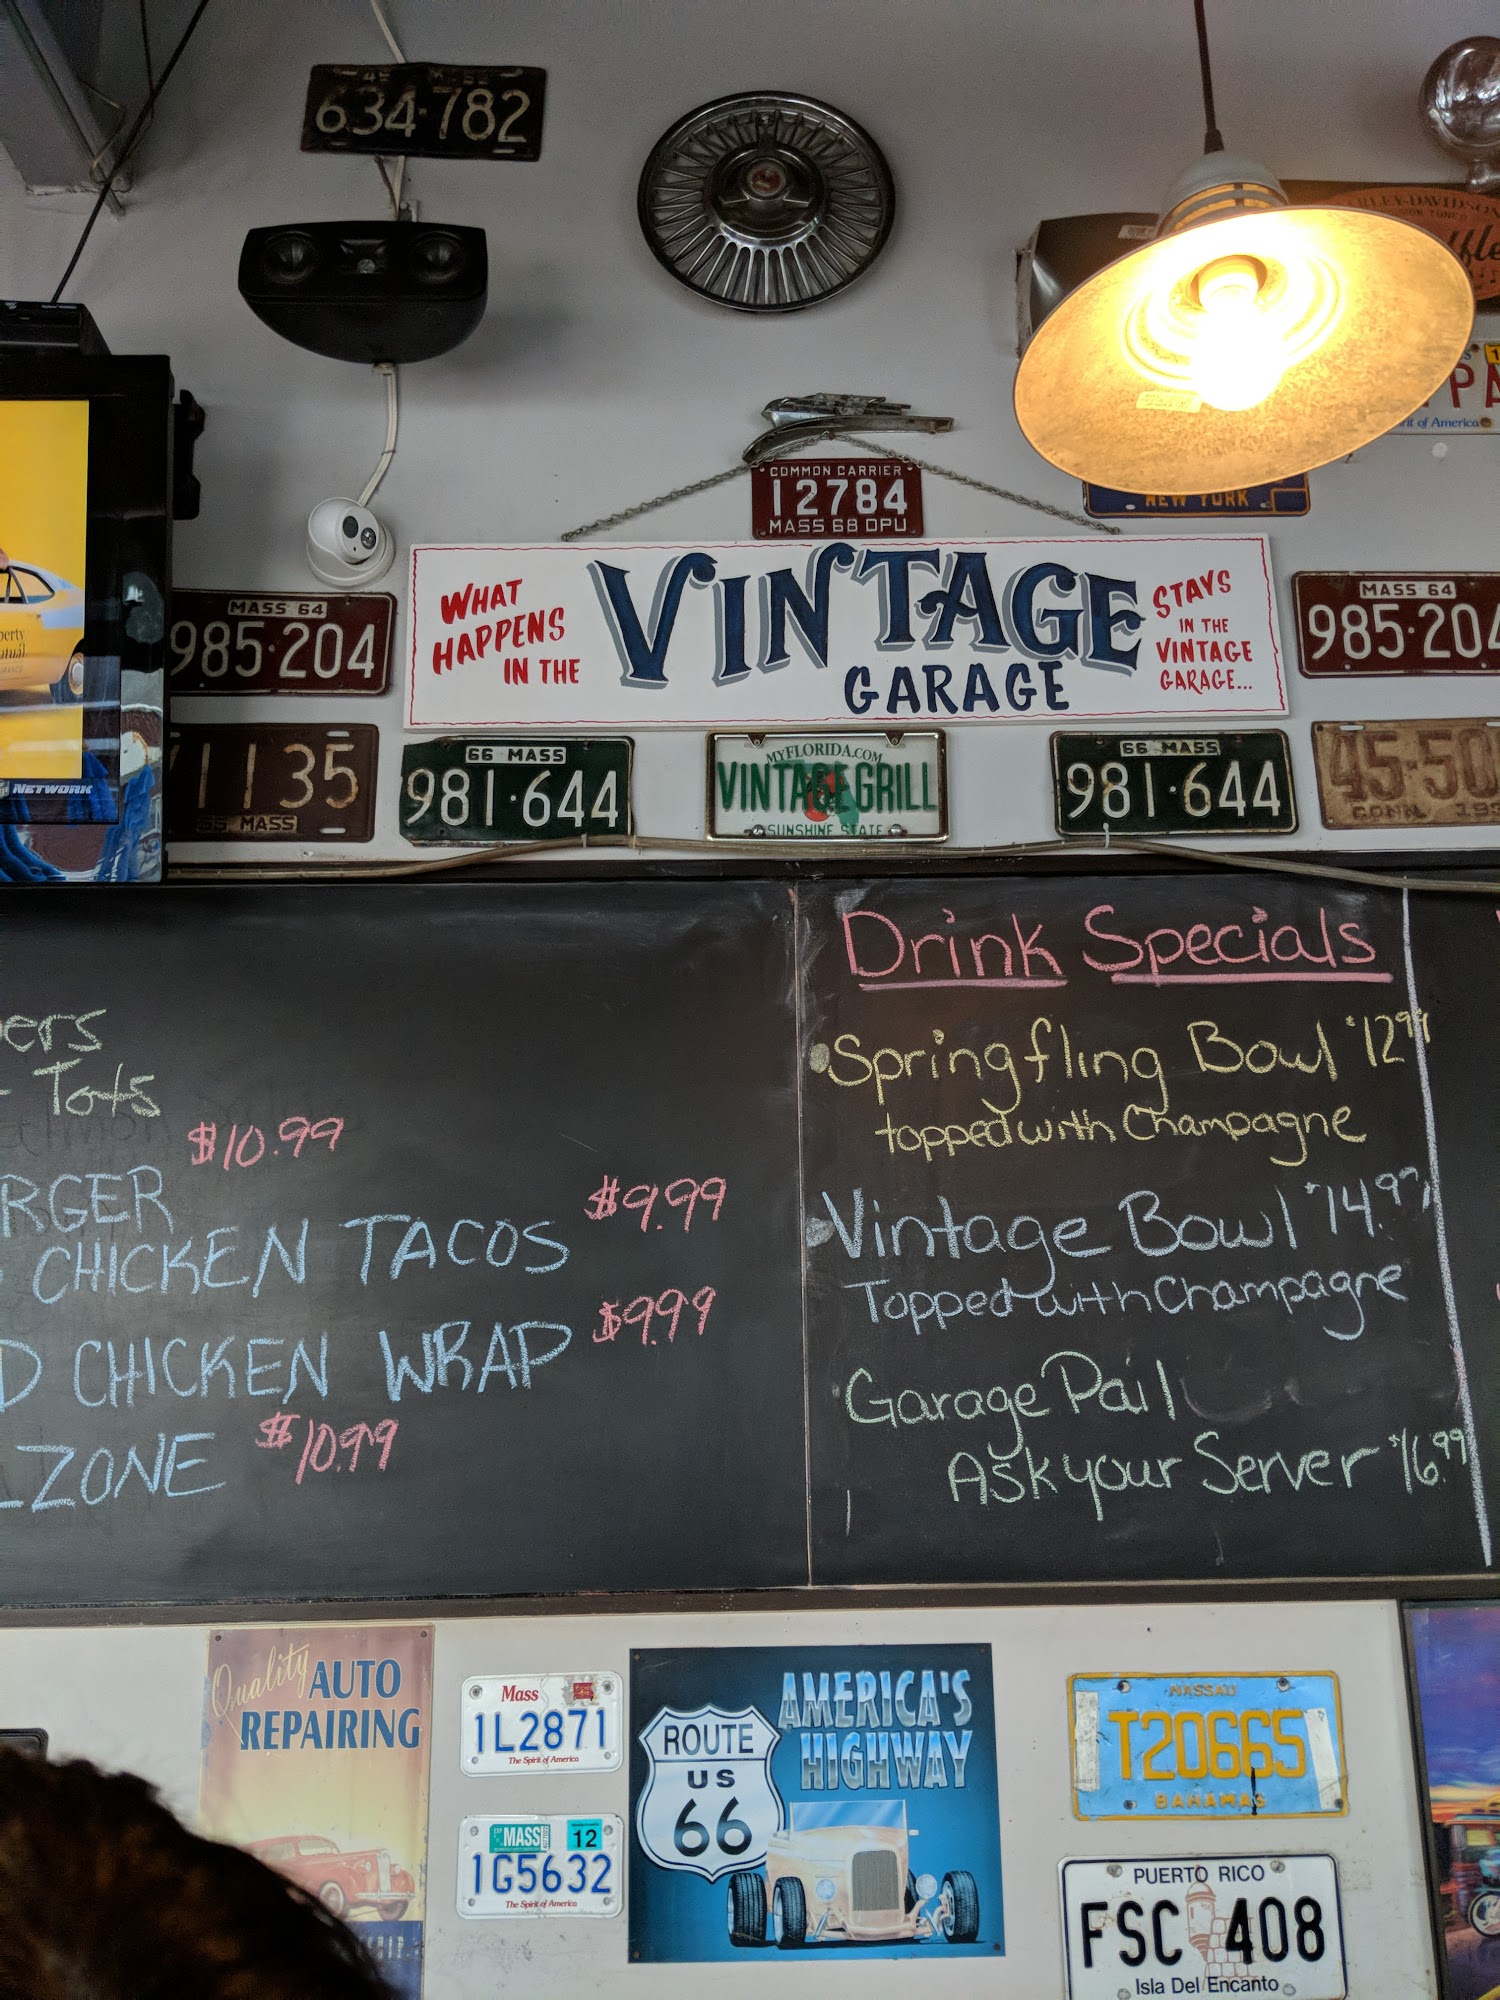 634·782
HARLEY-DAVIDSON
COMMON CARRIER
12784
MASS 68 DPU
NEW YORK
PA
of America
WHAT
HAPPENS
IN THE
VINTAGE
GARAGE
STAYS
IN THE
VINTAGE
GARAGE...
MASS 64
985·204
MASS 64
985·204
1135
MASS
66 MASS
981·644
MYFLORIDA.COM
VINTAGE GRILL
SUNSHINE STATE
66 MASS
981·644
45·50
CONN
NETWORK
Tots
$10.99
CHICKEN TACOS $9.99
CHICKEN WRAP $9.99
ZONE $10.99
Drink Specials
Springfling Bowl $12.99
topped with Champagne
Vintage Bowl $14.99
Topped with Champagne
Garage Pail
Ask your Server $16.99
Quality AUTO
REPAIRING
Mass
1L2871
The Spirit of America
MASS 12
1G5632
The Spirit of America
AMERICA'S
HIGHWAY
ROUTE
US
66
NASSAU
T20665
BAHAMAS
PUERTO RICO
FSC 408
Isla Del Encanto